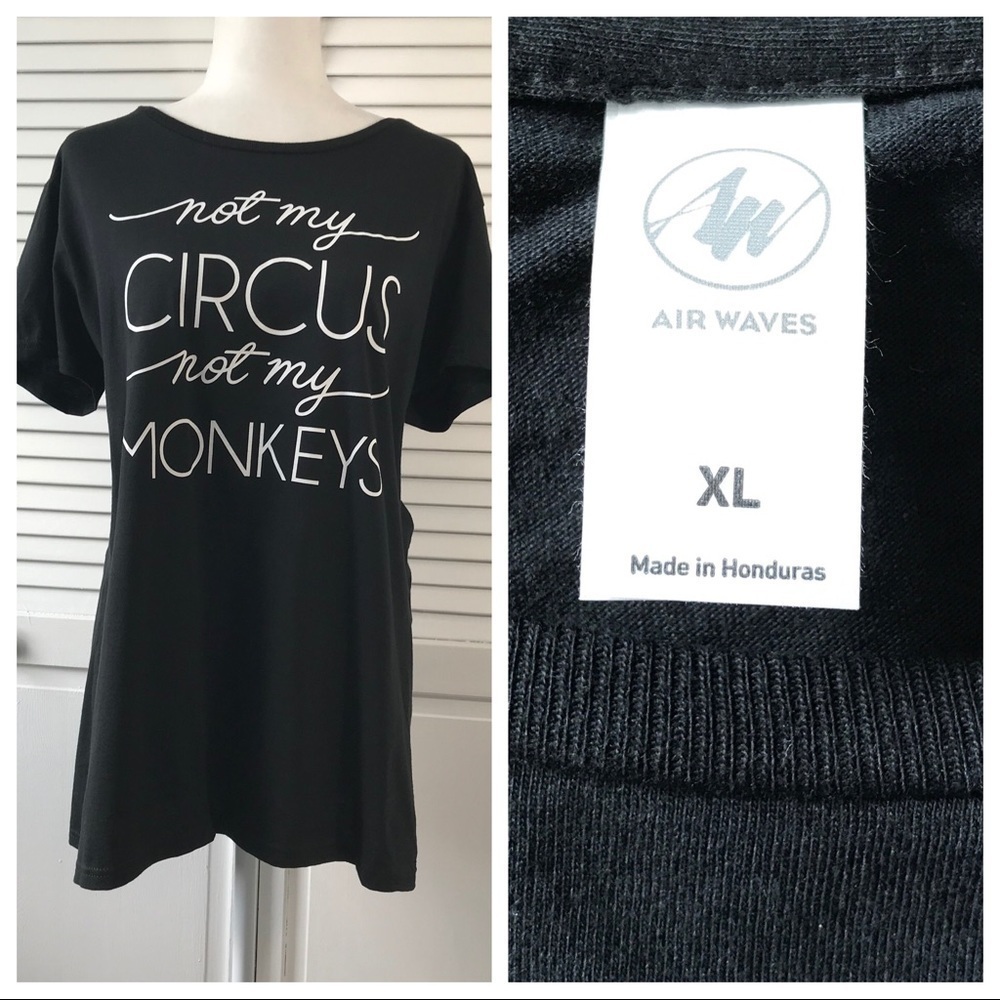 not my
CIRCUS
not my
MONKEYS
AW
AIR WAVES
XL
Made in Honduras